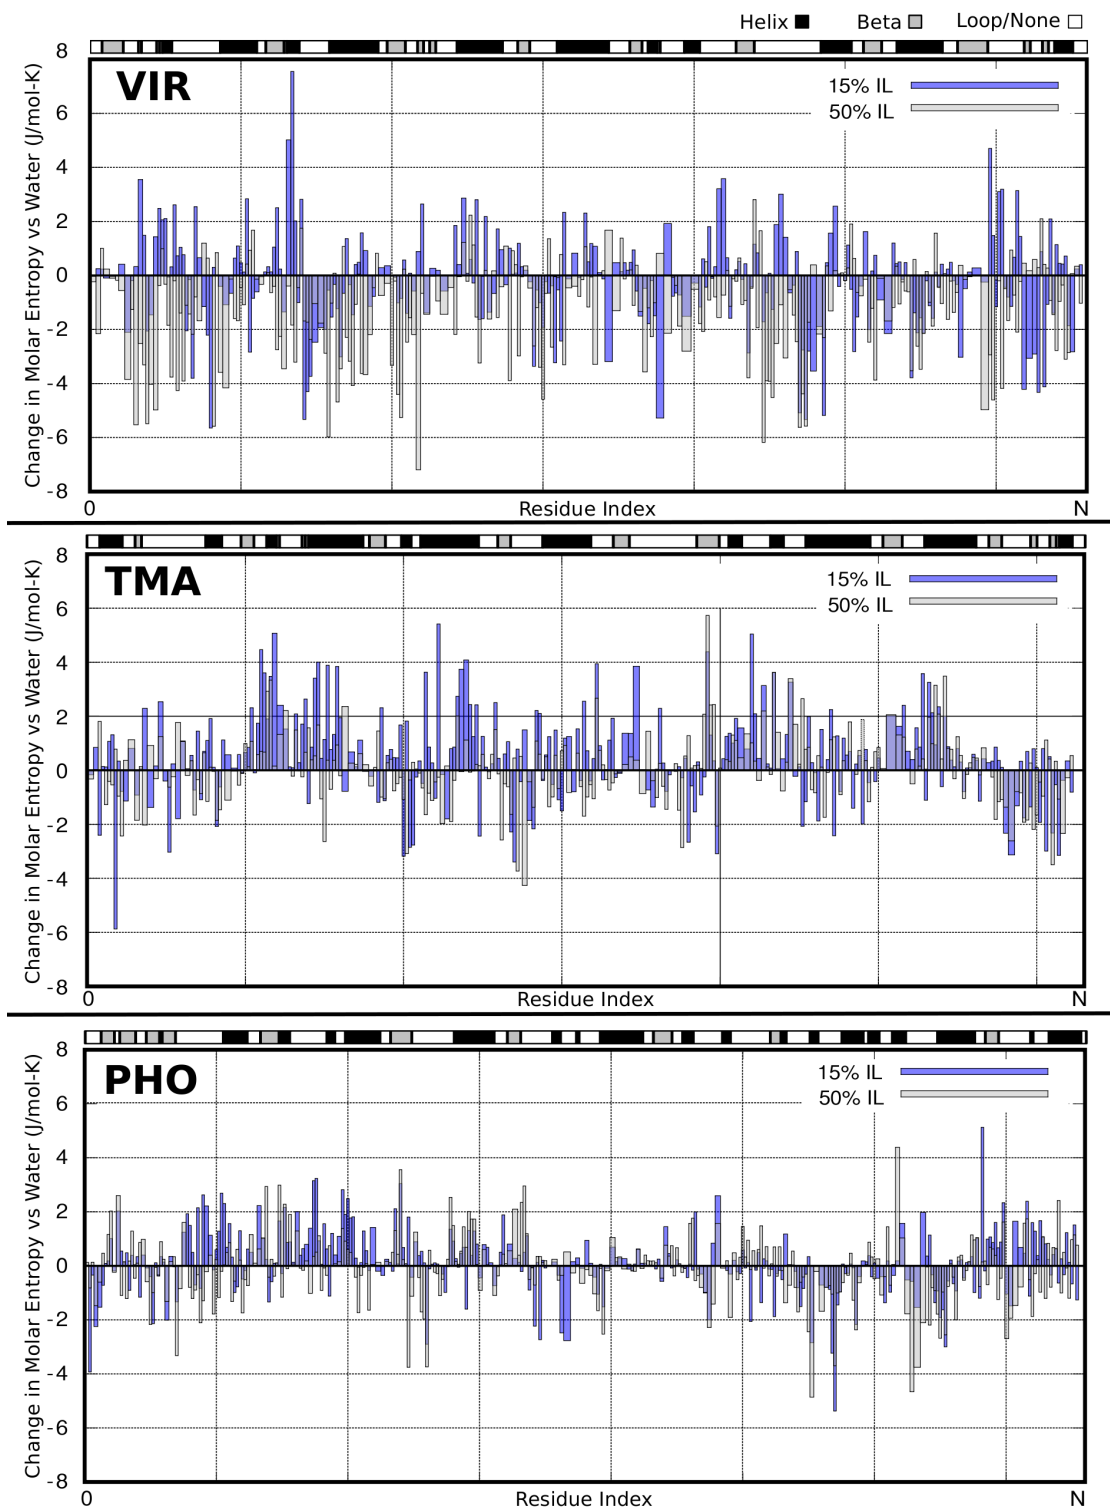 Helix Beta Loop/None
VIR
15% IL
50% IL
Change in Molar Entropy vs Water (J/mol-K)
8
6
4
2
0
-2
-4
-6
-8
0 Residue Index N
TMA
15% IL
50% IL
Change in Molar Entropy vs Water (J/mol-K)
8
6
4
2
0
-2
-4
-6
-8
0 Residue Index N
PHO
15% IL
50% IL
Change in Molar Entropy vs Water (J/mol-K)
8
6
4
2
0
-2
-4
-6
-8
0 Residue Index N